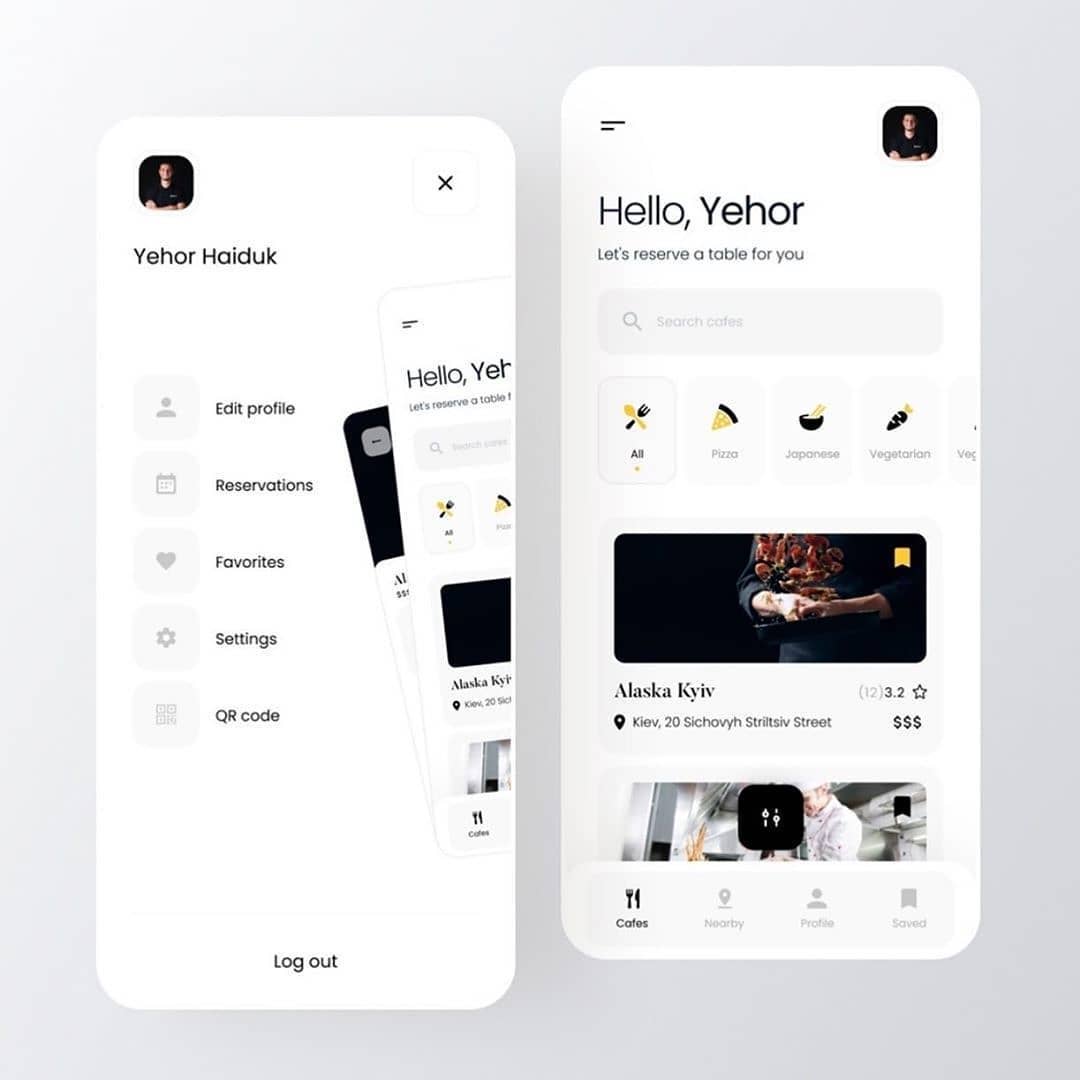 Yehor Haiduk
Edit profile
Reservations
Favorites
Settings
QR code
Log out
Hello, Yeh
Let's reserve a table f
Search cafes
All
Pizz
Al
$$$
Alaska Kyiv
Kiev, 20 Sich
Cafes
Hello, Yehor
Let's reserve a table for you
Search cafes
All
Pizza
Japanese
Vegetarian
Veg
Alaska Kyiv
(12)3.2
Kiev, 20 Sichovyh Striltsiv Street
$$$
Cafes
Nearby
Profile
Saved